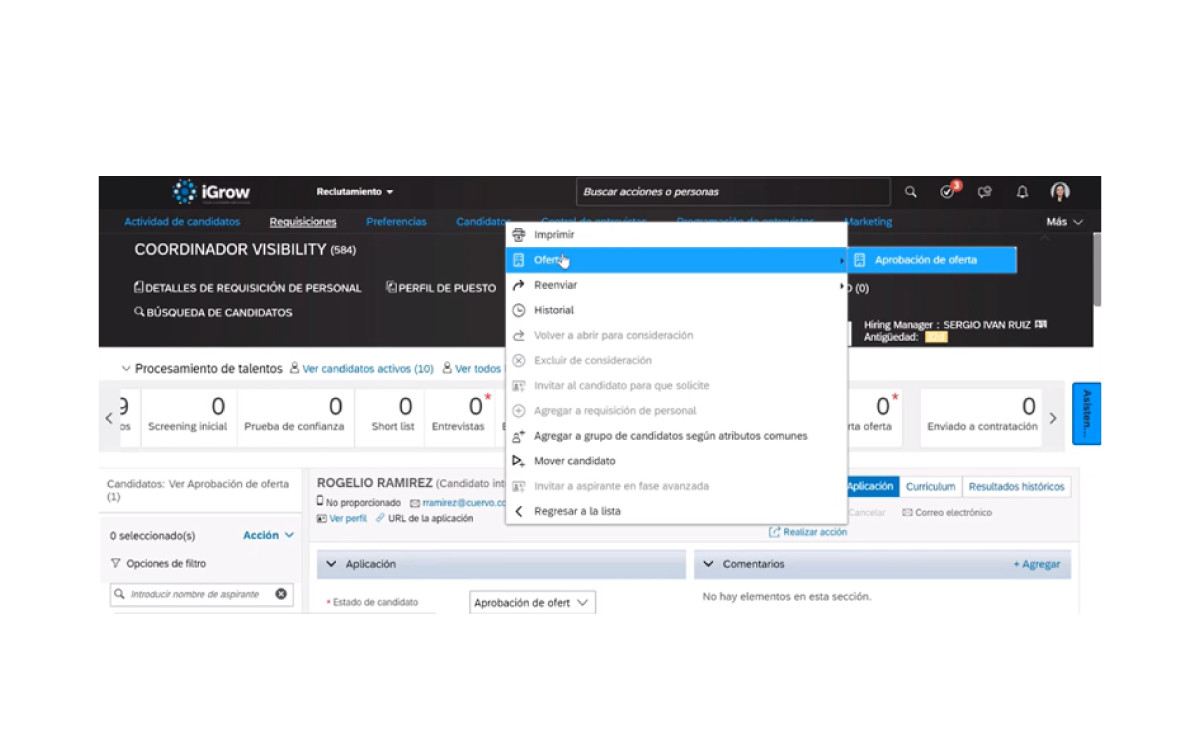 iGrow
Reclutamiento
Buscar acciones o personas
3
Actividad de candidatos
Requisiciones
Preferencias
Candidatos
Central de entrevistas
Programación de entrevistas
Marketing
Más
COORDINADOR VISIBILITY (584)
DETALLES DE REQUISICIÓN DE PERSONAL
PERFIL DE PUESTO
(0)
BÚSQUEDA DE CANDIDATOS
Hiring Manager : SERGIO IVAN RUIZ
Antigüedad:
Imprimir
Oferta
Aprobación de oferta
Reenviar
Historial
Volver a abrir para consideración
Excluir de consideración
Invitar al candidato para que solicite
Agregar a requisición de personal
Agregar a grupo de candidatos según atributos comunes
Mover candidato
Invitar a aspirante en fase avanzada
Regresar a la lista
Procesamiento de talentos
Ver candidatos activos (10)
Ver todos
0
Screening inicial
0
Prueba de confianza
0
Short list
0*
Entrevistas
0*
rta oferta
0
Enviado a contratación
Asisten...
Candidatos: Ver Aprobación de oferta
(1)
0 seleccionado(s)
Acción
Opciones de filtro
Introducir nombre de aspirante
ROGELIO RAMIREZ (Candidato int
No proporcionado
rramirez@cuervo.co
Ver perfil
URL de la aplicación
Aplicación
Curriculum
Resultados históricos
Cancelar
Correo electrónico
Realizar acción
Aplicación
* Estado de candidato
Aprobación de ofert
Comentarios
+ Agregar
No hay elementos en esta sección.